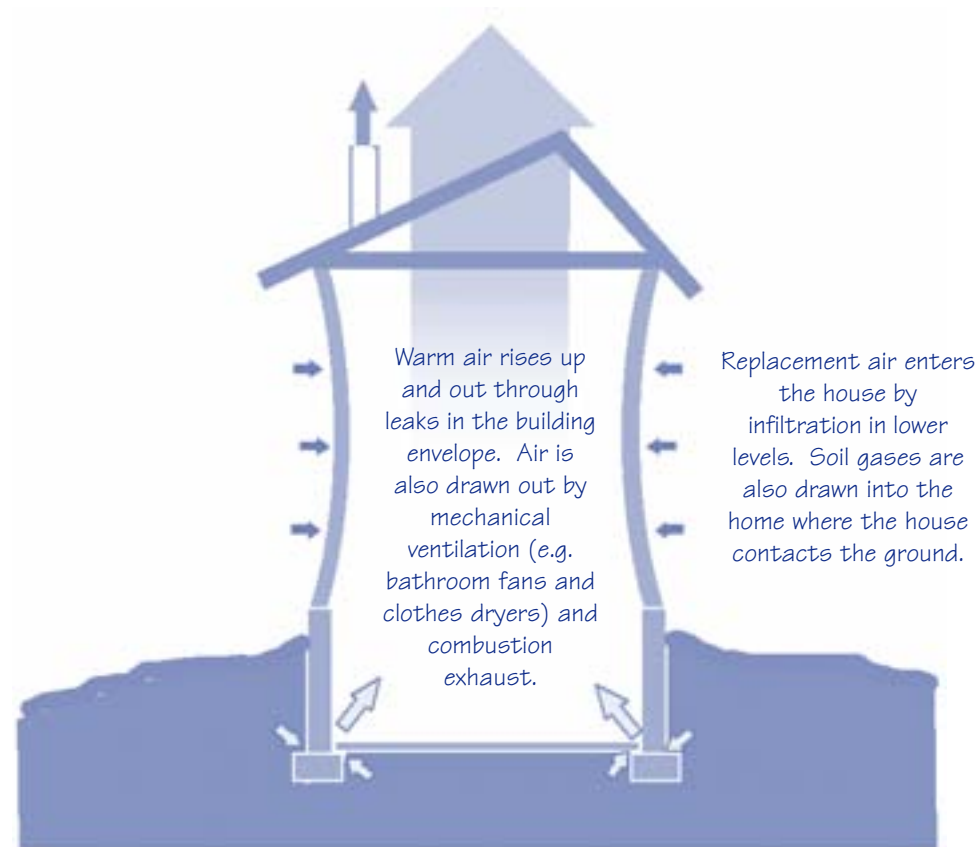 Warm air rises up
and out through
leaks in the building
envelope.  Air is
also drawn out by
mechanical
ventilation (e.g.
bathroom fans and
clothes dryers) and
combustion
exhaust.
Replacement air enters
the house by
infiltration in lower
levels.  Soil gases are
also drawn into the
home where the house
contacts the ground.